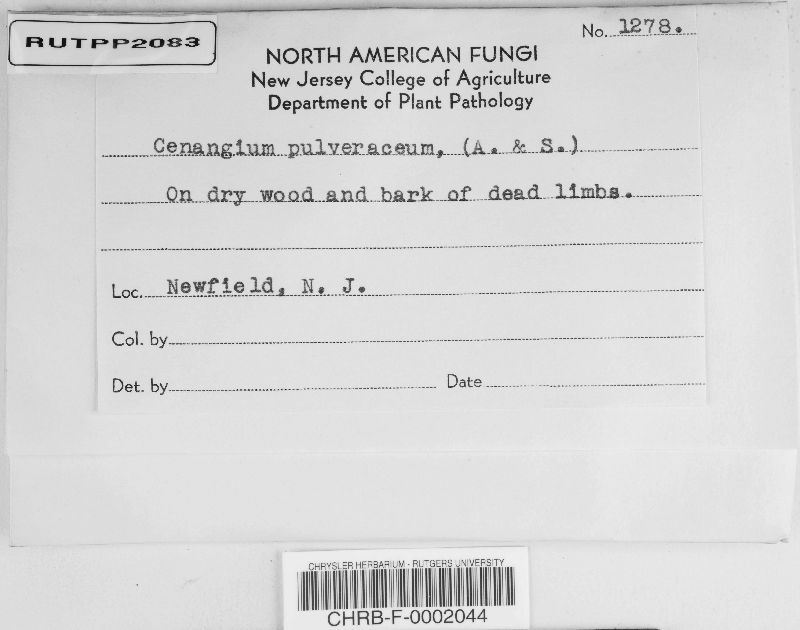 RUTPP2083
No. 1278.
NORTH AMERICAN FUNGI
New Jersey College of Agriculture
Department of Plant Pathology
Cenangium pulveraceum, (A. & S.)
On dry wood and bark of dead limbs.
Loc. Newfield, N. J.
Col. by
Det. by Date
CHRYSLER HERBARIUM - RUTGERS UNIVERSITY
CHRB-F-0002044